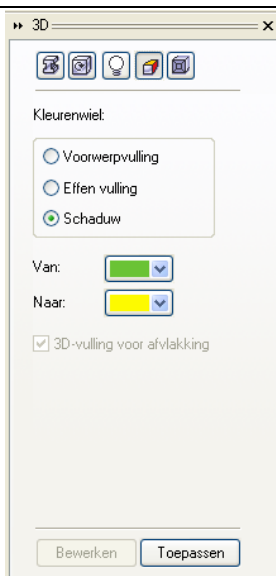 3D
Kleurenwiel:
Voorwerpvulling
Effen vulling
Schaduw
Van:
Naar:
3D-vulling voor afvlakking
Bewerken Toepassen